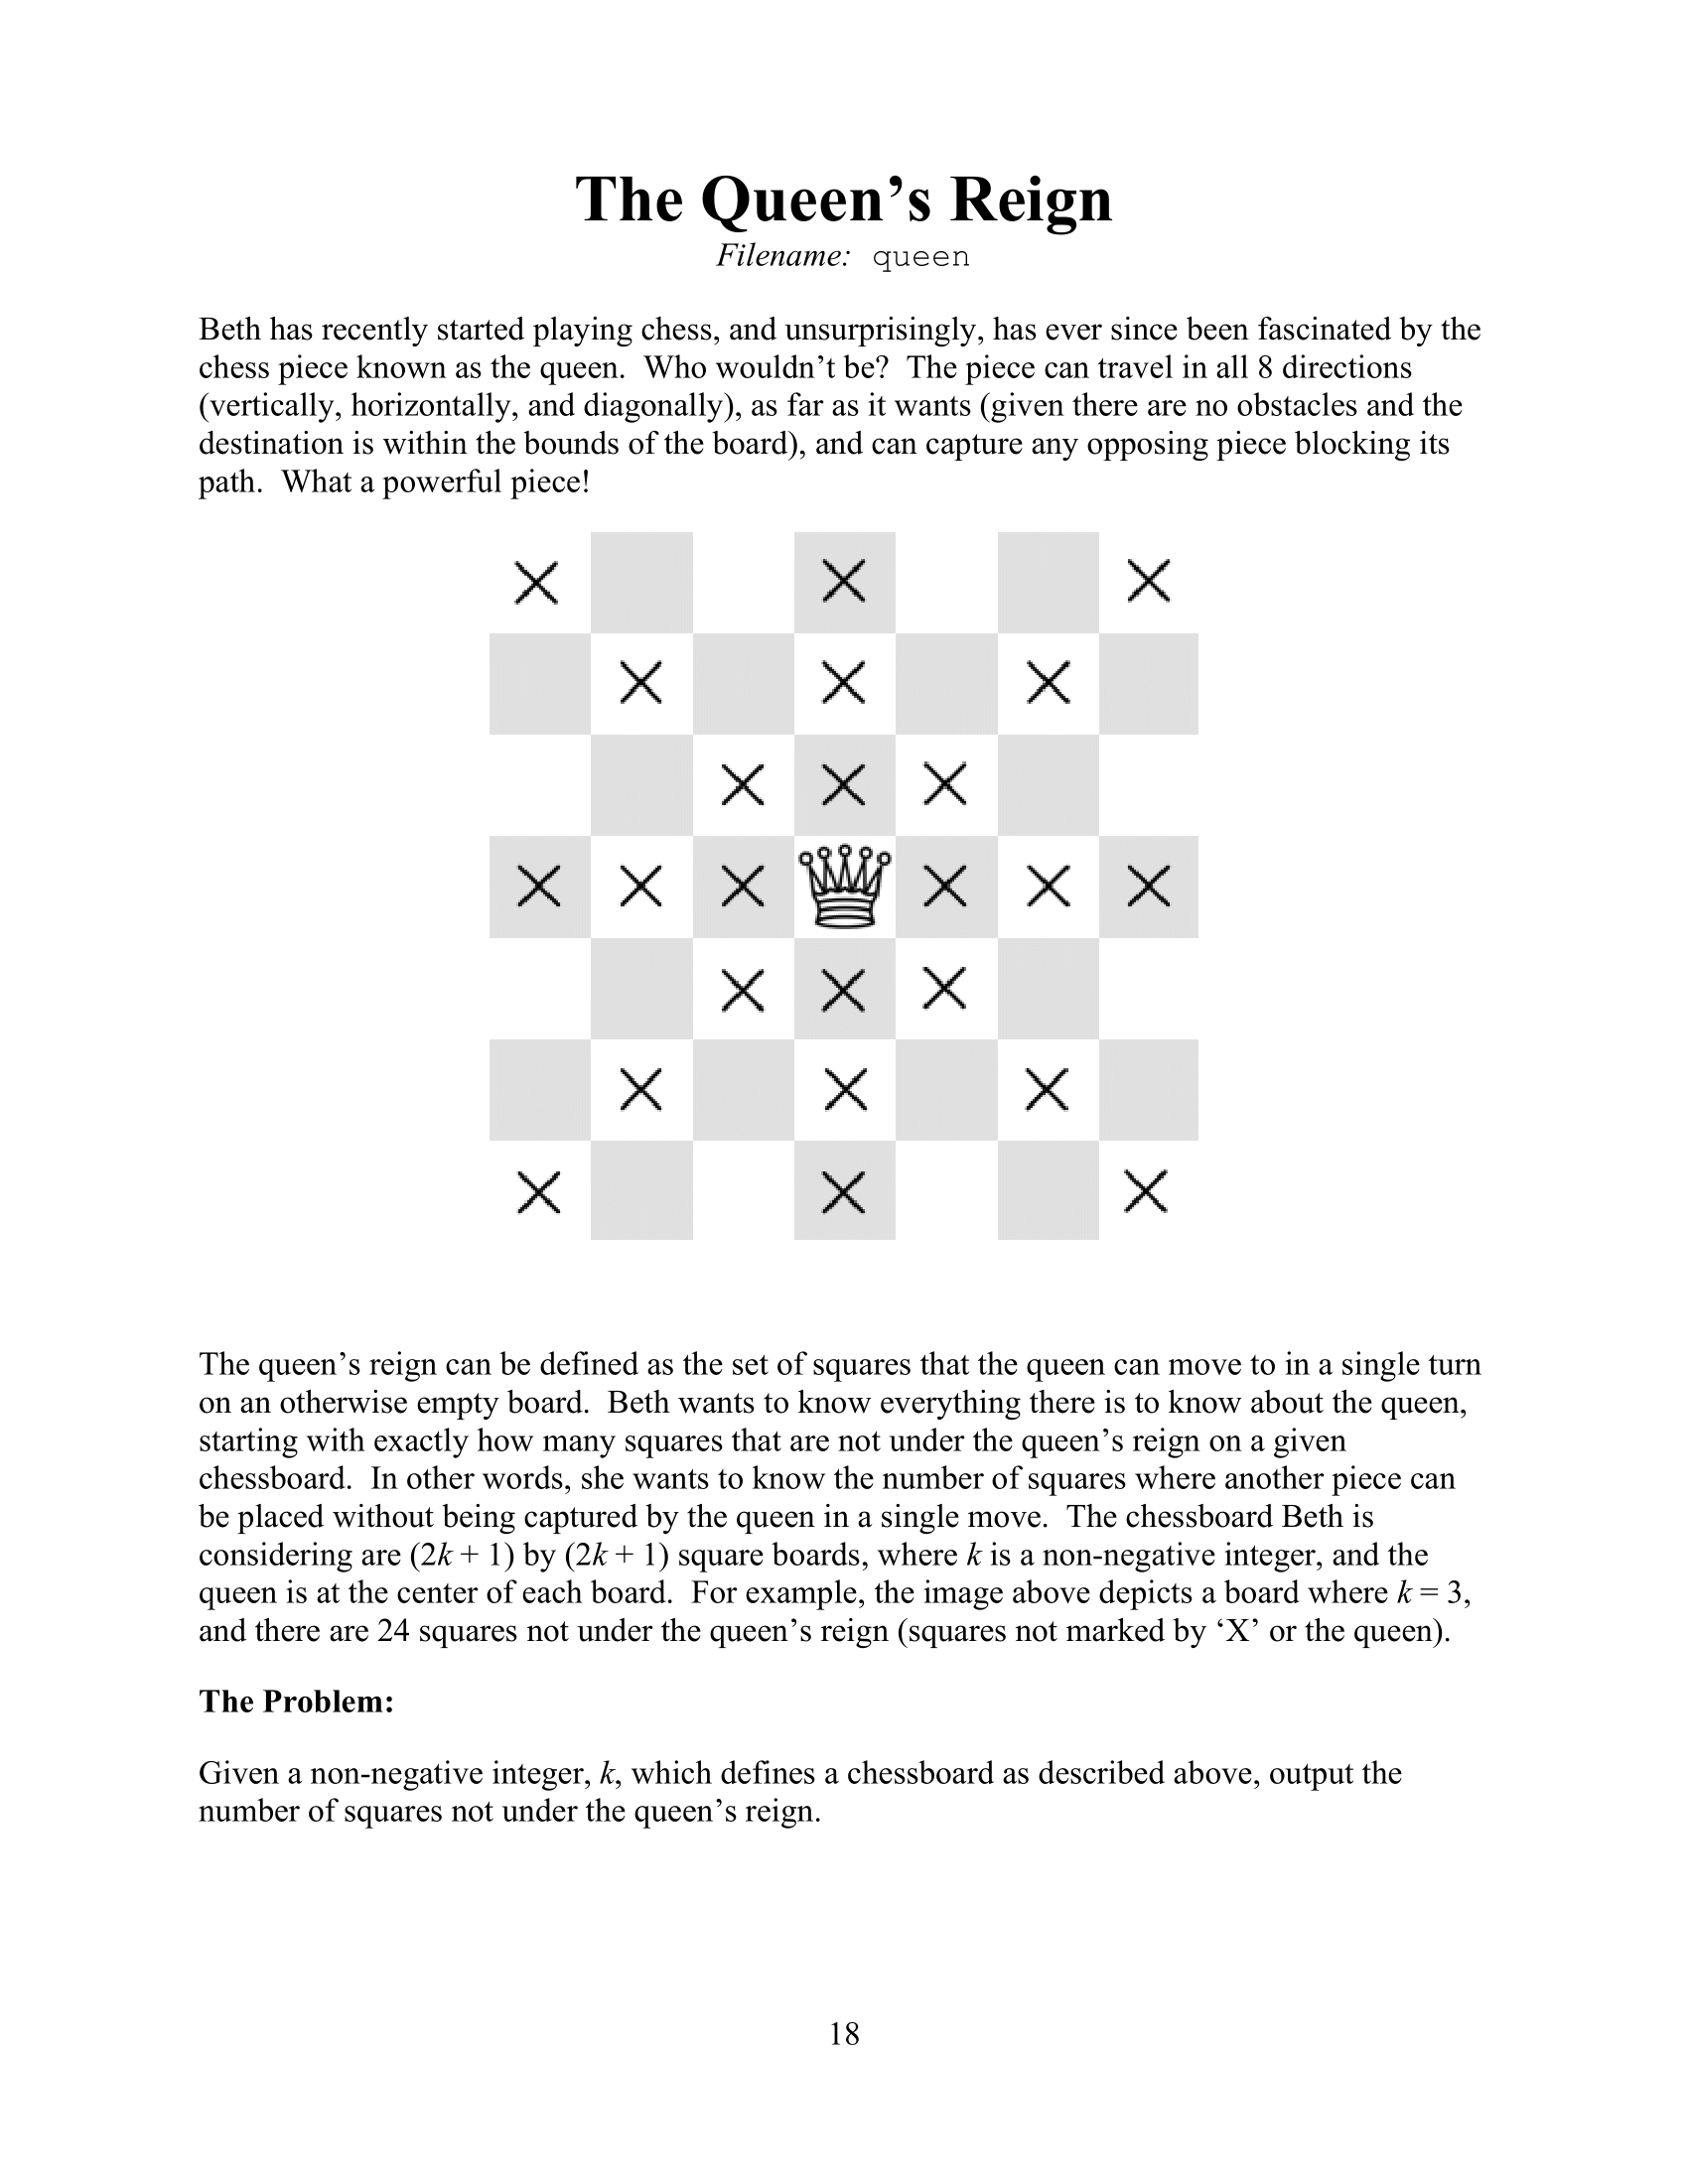 The Queen’s Reign
Filename: queen
Beth has recently started playing chess, and unsurprisingly, has ever since been fascinated by the
chess piece known as the queen. Who wouldn’t be? The piece can travel in all 8 directions
(vertically, horizontally, and diagonally), as far as it wants (given there are no obstacles and the
destination is within the bounds of the board), and can capture any opposing piece blocking its
path. What a powerful piece!
The queen’s reign can be defined as the set of squares that the queen can move to in a single turn
on an otherwise empty board. Beth wants to know everything there is to know about the queen,
starting with exactly how many squares that are not under the queen’s reign on a given
chessboard. In other words, she wants to know the number of squares where another piece can
be placed without being captured by the queen in a single move. The chessboard Beth is
considering are (2k + 1) by (2k + 1) square boards, where k is a non-negative integer, and the
queen is at the center of each board. For example, the image above depicts a board where k = 3,
and there are 24 squares not under the queen’s reign (squares not marked by ‘X’ or the queen).
The Problem:
Given a non-negative integer, k, which defines a chessboard as described above, output the
number of squares not under the queen’s reign.
18